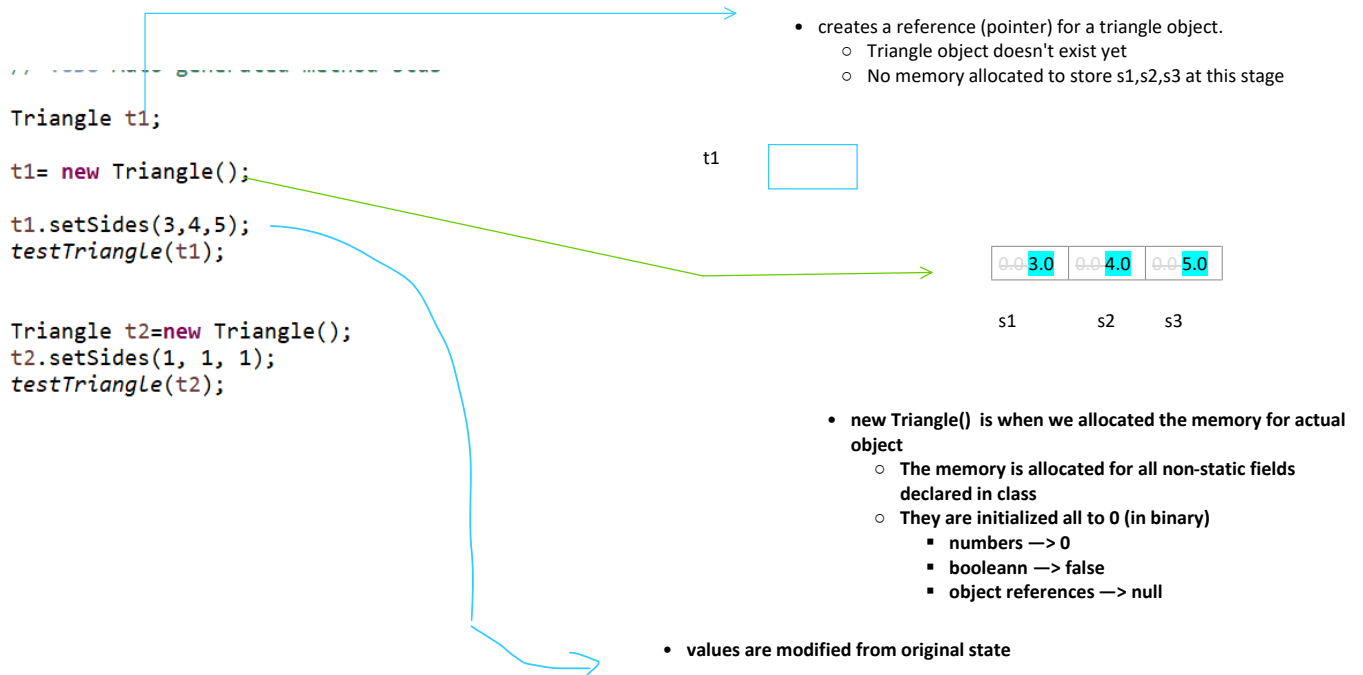 • creates a reference (pointer) for a triangle object.
○ Triangle object doesn't exist yet
○ No memory allocated to store s1,s2,s3 at this stage
Triangle t1;
t1= new Triangle();
t1.setSides(3,4,5);
testTriangle(t1);
Triangle t2=new Triangle();
t2.setSides(1, 1, 1);
testTriangle(t2);
t1
0.0 3.0 0.0 4.0 0.0 5.0
s1 s2 s3
• new Triangle() is when we allocated the memory for actual
object
○ The memory is allocated for all non-static fields
declared in class
○ They are initialized all to 0 (in binary)
▪ numbers —> 0
▪ booleann —> false
▪ object references —> null
• values are modified from original state